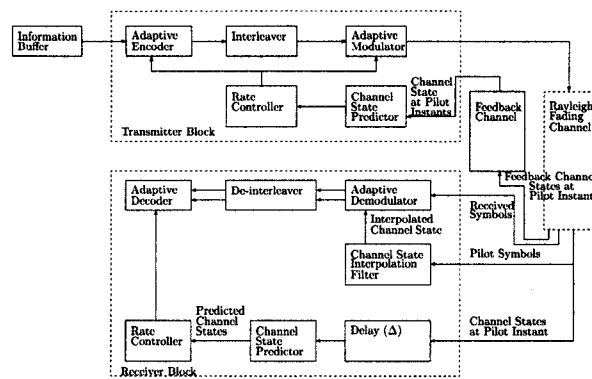 Information
Buffer
Adaptive
Encoder
Interleaver
Adaptive
Modulator
Rate
Controller
Channel
State
Predictor
Channel
State
at Pilot
Instants
Feedback
Channel
Rayleigh
Fading
Channel
Transmitter Block
Feedback Channel
States at
Pilot Instant
Adaptive
Decoder
De-interleaver
Adaptive
Demodulator
Received
Symbols
Interpolated
Channel State
Channel State
Interpolation
Filter
Pilot Symbols
Rate
Controller
Predicted
Channel
States
Channel
State
Predictor
Delay (Δ)
Channel States
at Pilot Instant
Receiver Block